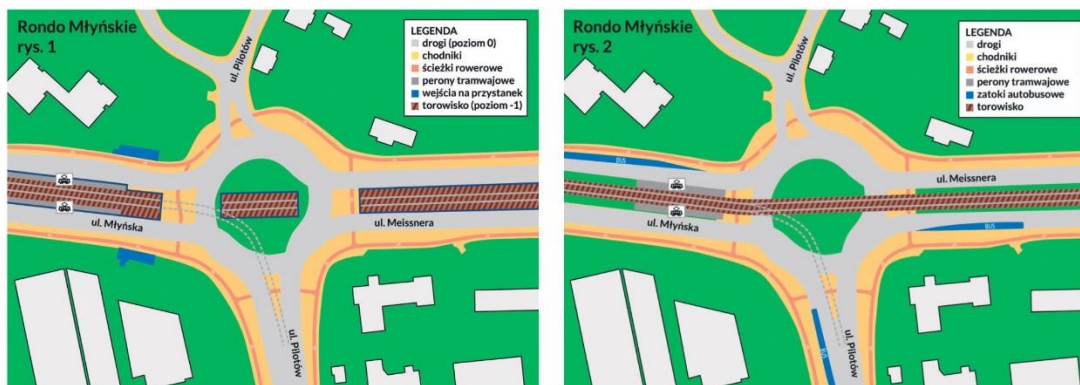 Rondo Młyńskie
rys. 1
LEGENDA
drogi (poziom 0)
chodniki
ścieżki rowerowe
perony tramwajowe
wejścia na przystanek
torowisko (poziom -1)
ul. Pilotów
ul. Meissnera
ul. Młyńska
ul. Pilotów
Rondo Młyńskie
rys. 2
LEGENDA
drogi
chodniki
ścieżki rowerowe
perony tramwajowe
zatoki autobusowe
torowisko
ul. Pilotów
BUS
ul. Meissnera
ul. Młyńska
BUS
BUS
ul. Pilotów